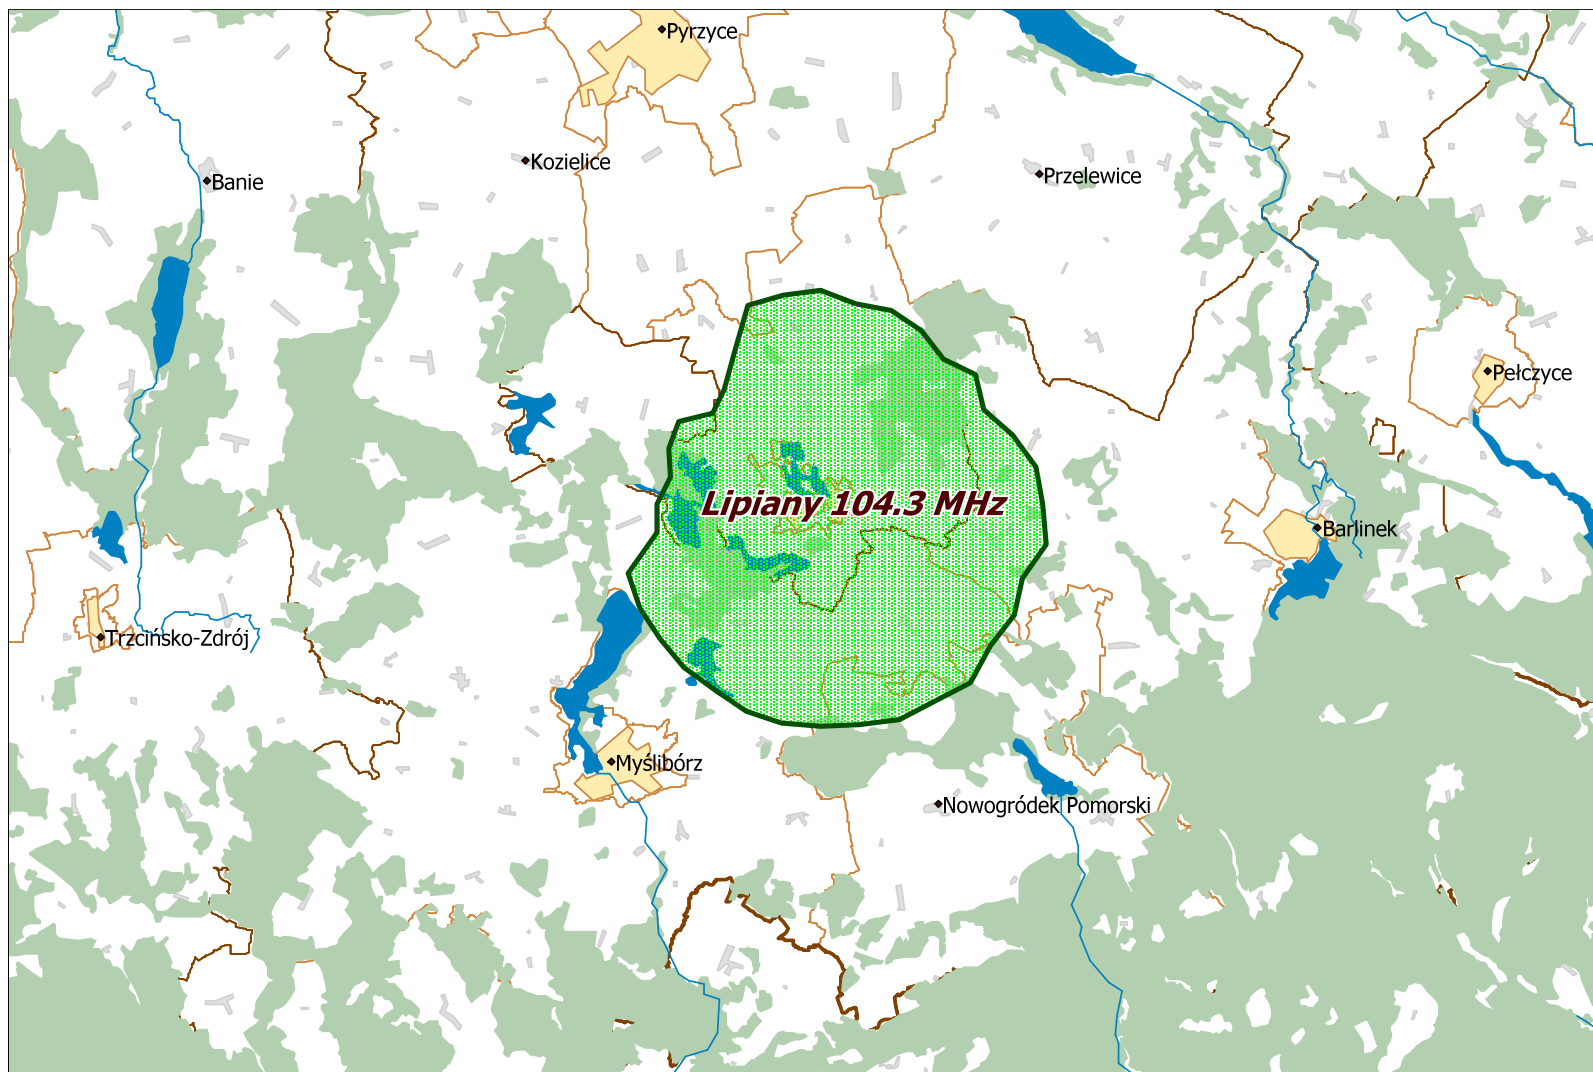 Pyrzyce
Kozielice
Przelewice
Banie
Pełczyce
Lipiany 104.3 MHz
Barlinek
Trzcińsko-Zdrój
Myślibórz
Nowogródek Pomorski